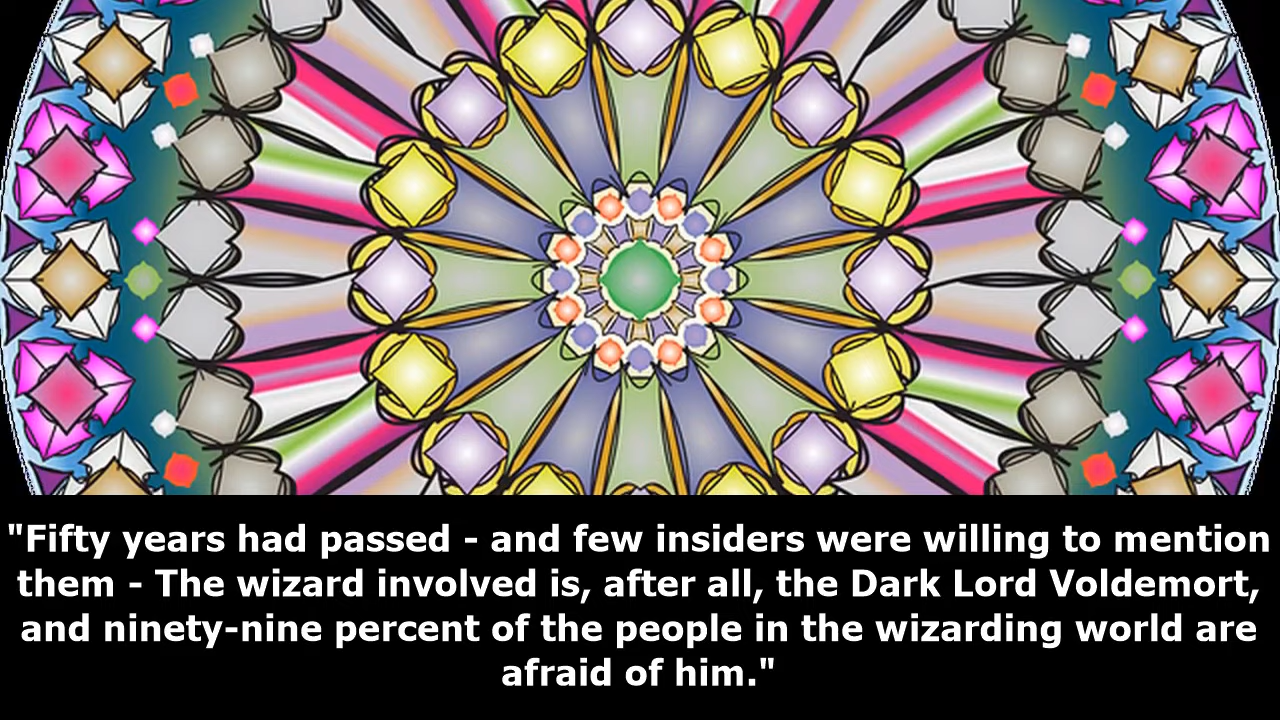 "Fifty years had passed - and few insiders were willing to mention
them - The wizard involved is, after all, the Dark Lord Voldemort,
and ninety-nine percent of the people in the wizarding world are
afraid of him."